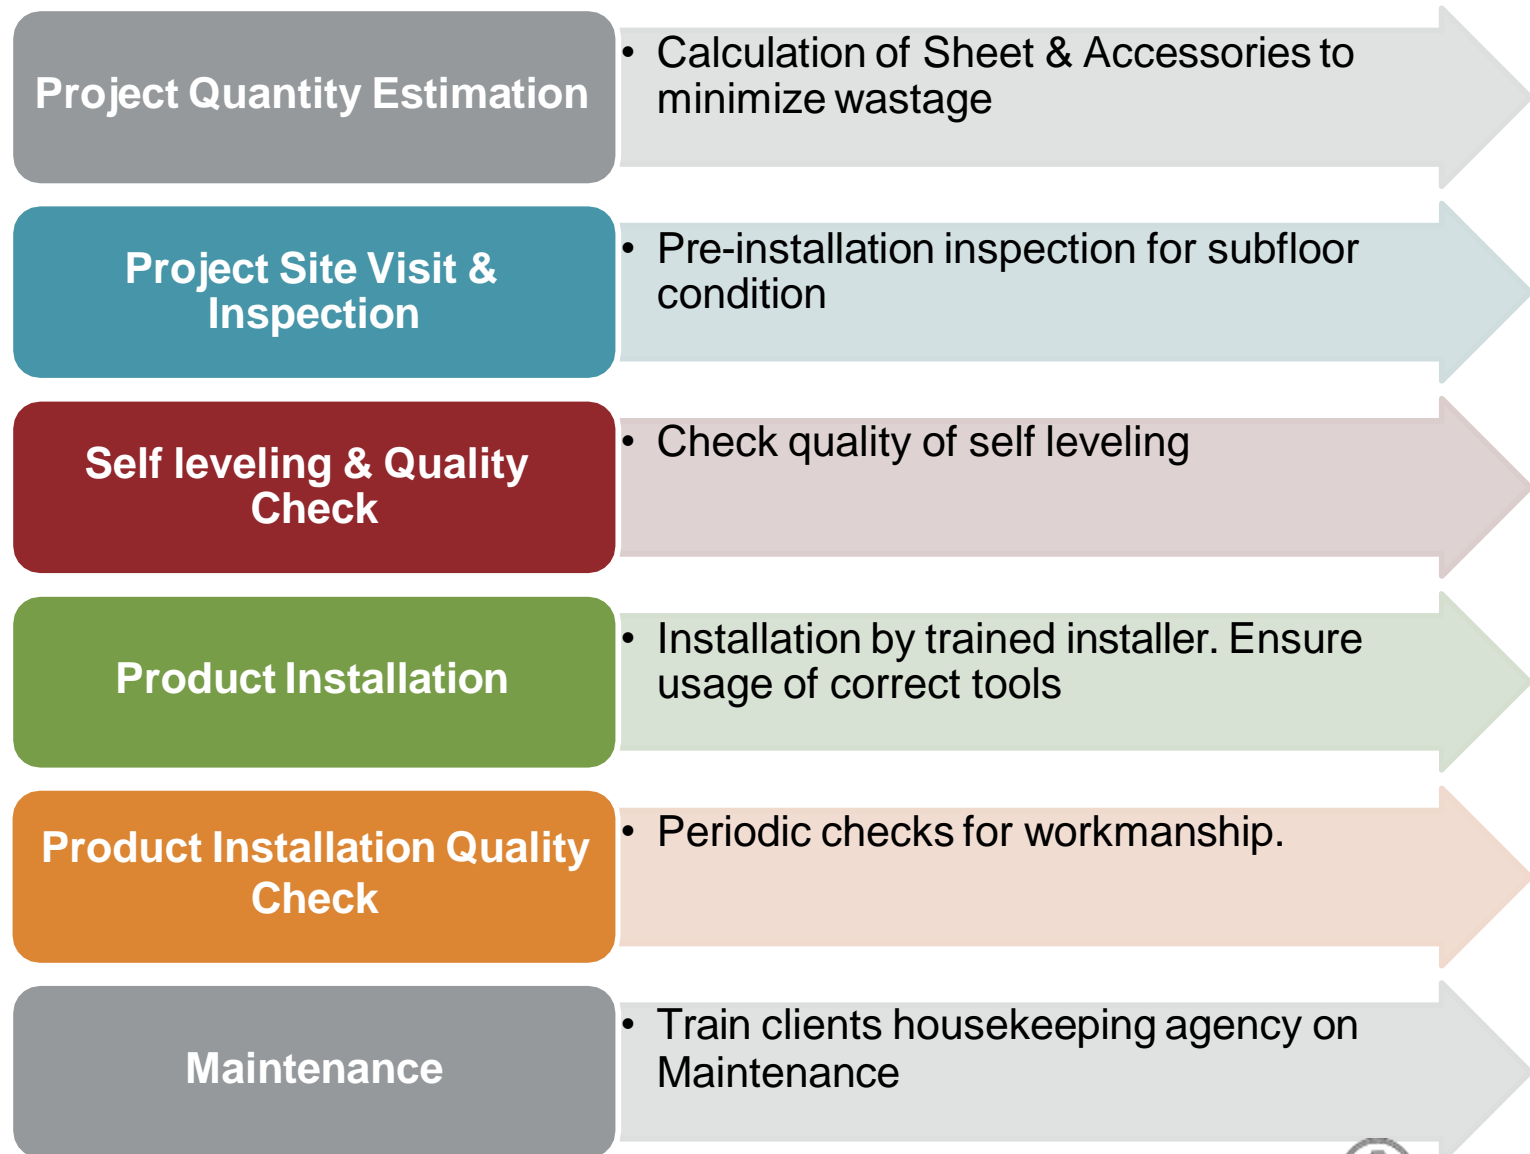 Project Quantity Estimation
• Calculation of Sheet & Accessories to
minimize wastage
Project Site Visit &
Inspection
• Pre-installation inspection for subfloor
condition
Self leveling & Quality
Check
• Check quality of self leveling
Product Installation
• Installation by trained installer. Ensure
usage of correct tools
Product Installation Quality
Check
• Periodic checks for workmanship.
Maintenance
• Train clients housekeeping agency on
Maintenance